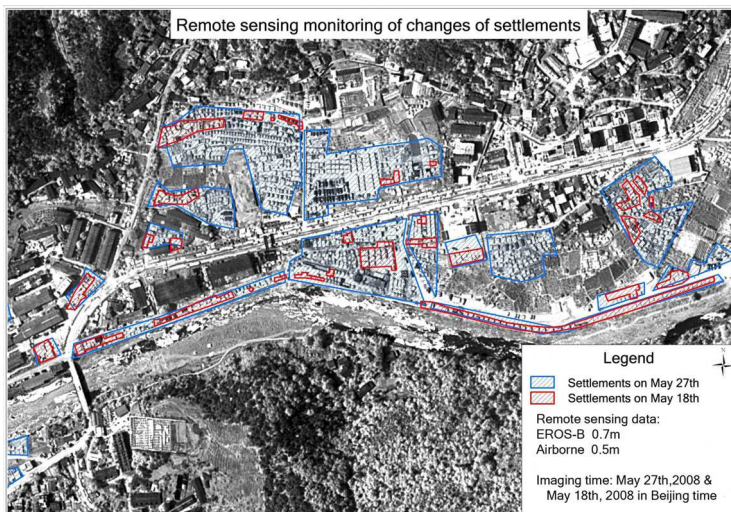 Remote sensing monitoring of changes of settlements
Legend
N
Settlements on May 27th
Settlements on May 18th
Remote sensing data:
EROS-B 0.7m
Airborne 0.5m
Imaging time: May 27th,2008 &
May 18th, 2008 in Beijing time